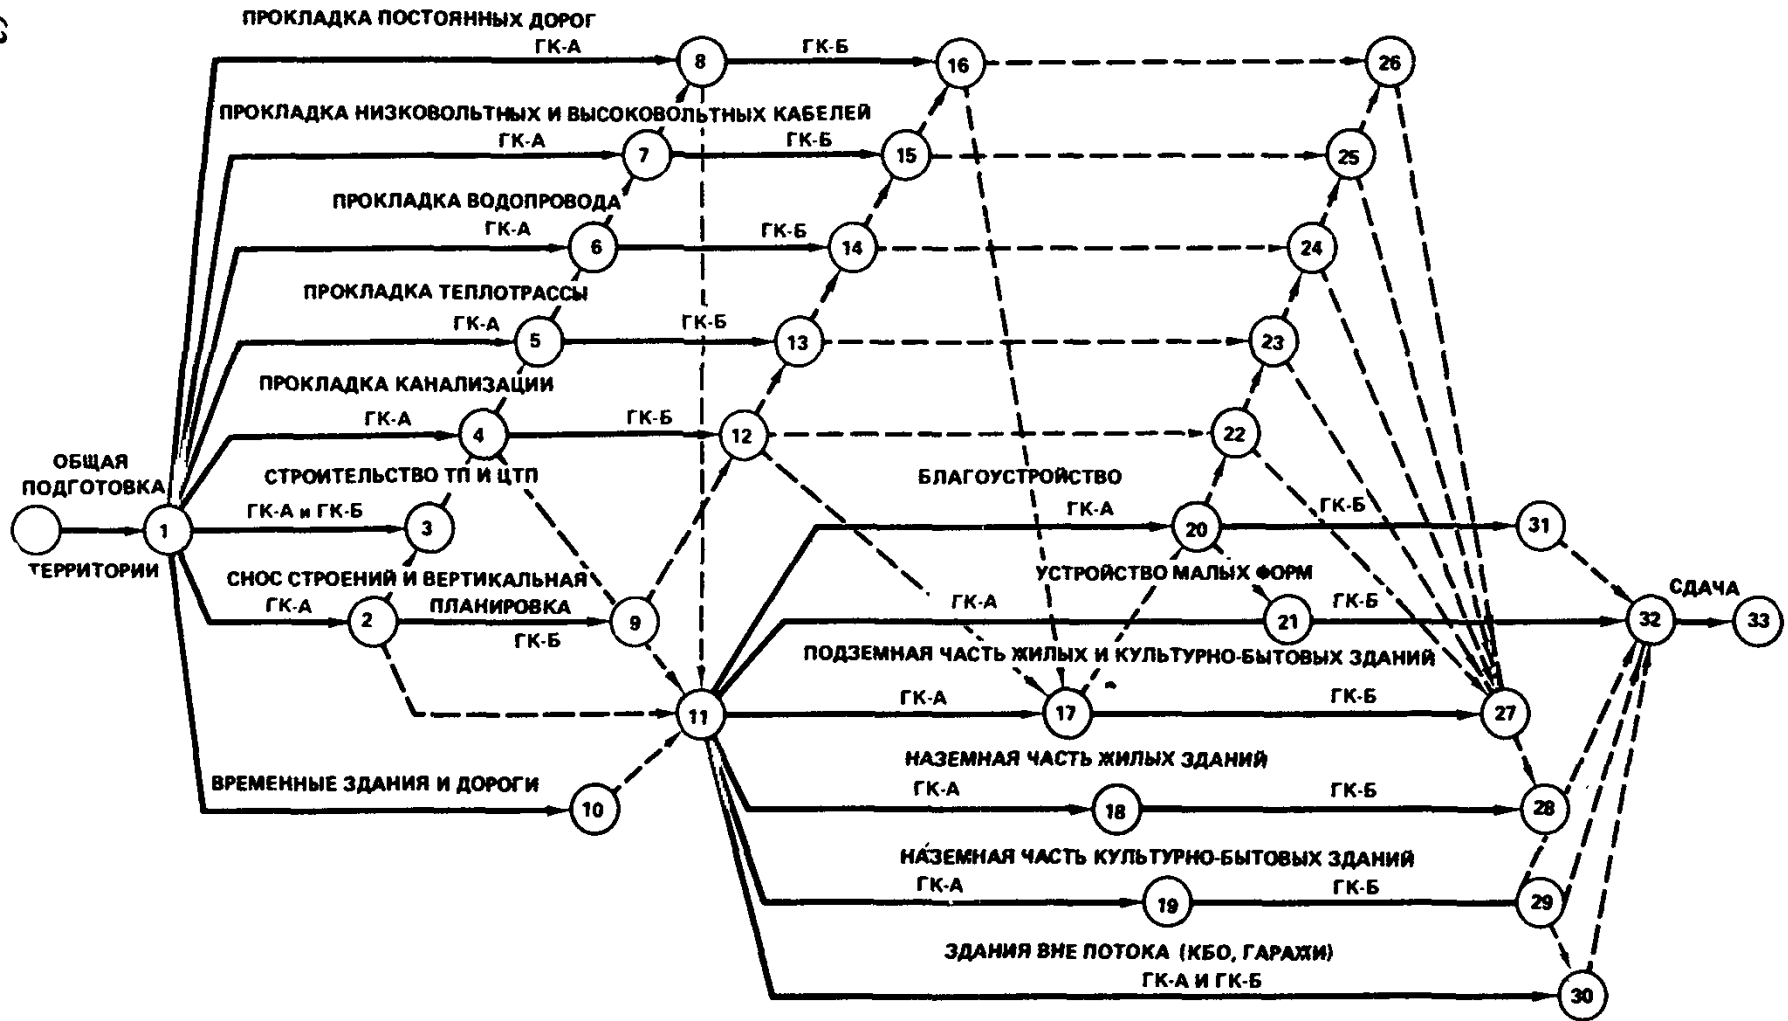 ПРОКЛАДКА ПОСТОЯННЫХ ДОРОГ
ГК-А
ГК-Б
8
16
26
ПРОКЛАДКА НИЗКОВОЛЬТНЫХ И ВЫСОКОВОЛЬТНЫХ КАБЕЛЕЙ
ГК-А
ГК-Б
7
15
25
ПРОКЛАДКА ВОДОПРОВОДА
ГК-А
ГК-Б
6
14
24
ПРОКЛАДКА ТЕПЛОТРАССЫ
ГК-А
ГК-Б
5
13
23
ПРОКЛАДКА КАНАЛИЗАЦИИ
ГК-А
ГК-Б
4
12
22
ОБЩАЯ
ПОДГОТОВКА
ТЕРРИТОРИИ
1
СТРОИТЕЛЬСТВО ТП И ЦТП
ГК-А и ГК-Б
3
БЛАГОУСТРОЙСТВО
ГК-А
ГК-Б
20
31
СНОС СТРОЕНИЙ И ВЕРТИКАЛЬНАЯ
ПЛАНИРОВКА
ГК-А
ГК-Б
2
9
УСТРОЙСТВО МАЛЫХ ФОРМ
ГК-А
ГК-Б
21
СДАЧА
32
33
ПОДЗЕМНАЯ ЧАСТЬ ЖИЛЫХ И КУЛЬТУРНО-БЫТОВЫХ ЗДАНИЙ
ГК-А
ГК-Б
11
17
27
ВРЕМЕННЫЕ ЗДАНИЯ И ДОРОГИ
10
НАЗЕМНАЯ ЧАСТЬ ЖИЛЫХ ЗДАНИЙ
ГК-А
ГК-Б
18
28
НАЗЕМНАЯ ЧАСТЬ КУЛЬТУРНО-БЫТОВЫХ ЗДАНИЙ
ГК-А
ГК-Б
19
29
ЗДАНИЯ ВНЕ ПОТОКА (КБО, ГАРАЖИ)
ГК-А И ГК-Б
30